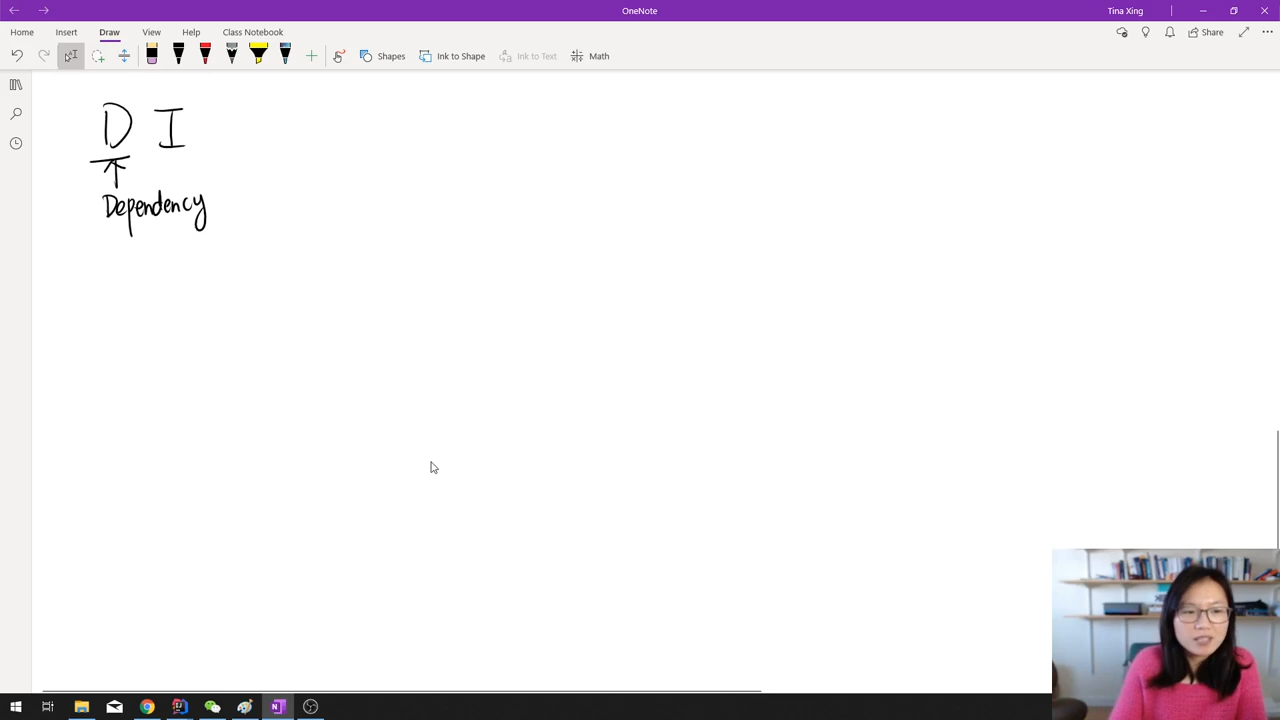 OneNote
Tina Xing
Home Insert Draw View Help Class Notebook
Share
Shapes Ink to Shape Ink to Text Math
D I
Dependency